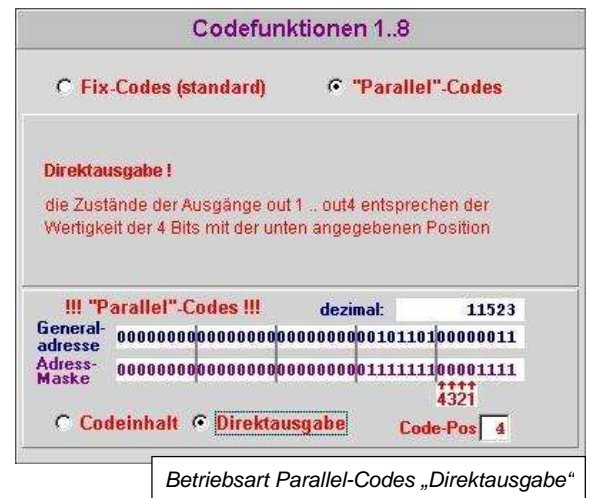 Codefunktionen 1..8
Fix-Codes (standard) "Parallel"-Codes
Direktausgabe !
die Zustände der Ausgänge out 1 .. out4 entsprechen der
Wertigkeit der 4 Bits mit der unten angegebenen Position
!!! "Parallel"-Codes !!! dezimal: 11523
General-
adresse 0000000000000000000000000010110100000011
Adress-
Maske 0000000000000000000000000111111100001111
4321
Codeinhalt Direktausgabe Code-Pos 4
Betriebsart Parallel-Codes „Direktausgabe“